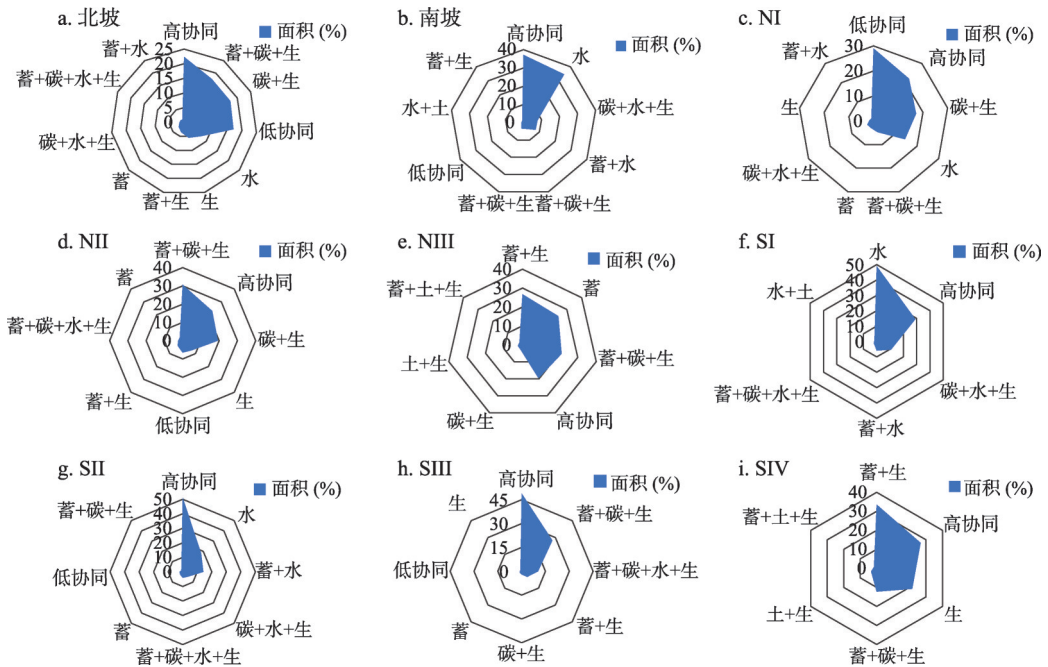 a. 北坡
面积 (%)
高协同
蓄+碳+生
碳+生
低协同
水
生
蓄+生
蓄
碳+水+生
蓄+碳+水+生
蓄+水
25
20
15
10
5
0
b. 南坡
面积 (%)
高协同
水
碳+水+生
蓄+水
蓄+碳+生
蓄+碳+生
低协同
水+土
蓄+生
40
30
20
10
0
c. NI
面积 (%)
低协同
高协同
碳+生
水
蓄+碳+生
蓄
碳+水+生
生
蓄+水
30
20
10
0
d. NII
面积 (%)
蓄+碳+生
高协同
碳+生
生
低协同
蓄+生
蓄+碳+水+生
蓄
40
30
20
10
0
e. NIII
面积 (%)
蓄+生
蓄
蓄+碳+生
高协同
碳+生
土+生
蓄+土+生
40
30
20
10
0
f. SI
面积 (%)
水
高协同
碳+水+生
蓄+水
蓄+碳+水+生
水+土
50
40
30
20
10
0
g. SII
面积 (%)
高协同
水
蓄+水
碳+水+生
蓄+碳+水+生
蓄
低协同
蓄+碳+生
50
40
30
20
10
0
h. SIII
面积 (%)
高协同
蓄+碳+生
蓄+碳+水+生
蓄+生
碳+生
蓄
低协同
生
45
30
15
0
i. SIV
面积 (%)
蓄+生
高协同
生
蓄+碳+生
土+生
蓄+土+生
40
30
20
10
0